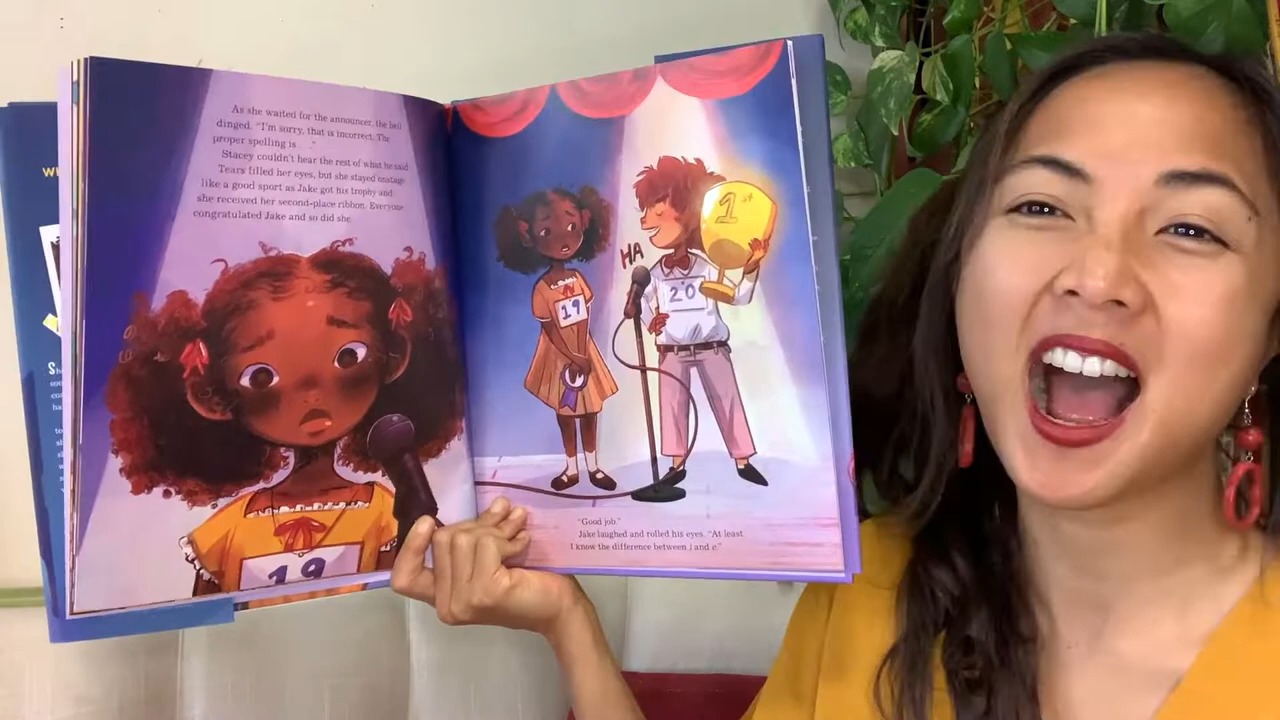 As she waited for the announcer, the bell
dinged. "I'm sorry, that is incorrect. The
proper spelling is . . ."
Stacey couldn't hear the rest of what he said
Tears filled her eyes, but she stayed onstage
like a good sport as Jake got his trophy and
she received her second-place ribbon. Everyone
congratulated Jake and so did she
19
HA
1st
19
20
"Good job."
Jake laughed and rolled his eyes. "At least
I know the difference between i and e."